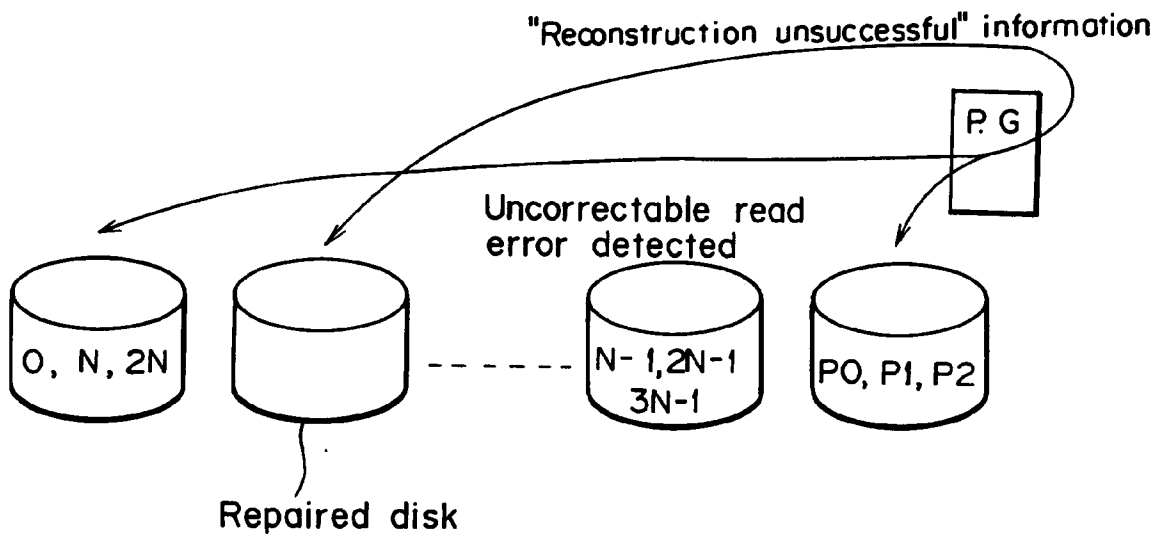 "Reconstruction unsuccessful" information
P. G
Uncorrectable read
error detected
0, N, 2N
N-1, 2N-1
3N-1
P0, P1, P2
Repaired disk